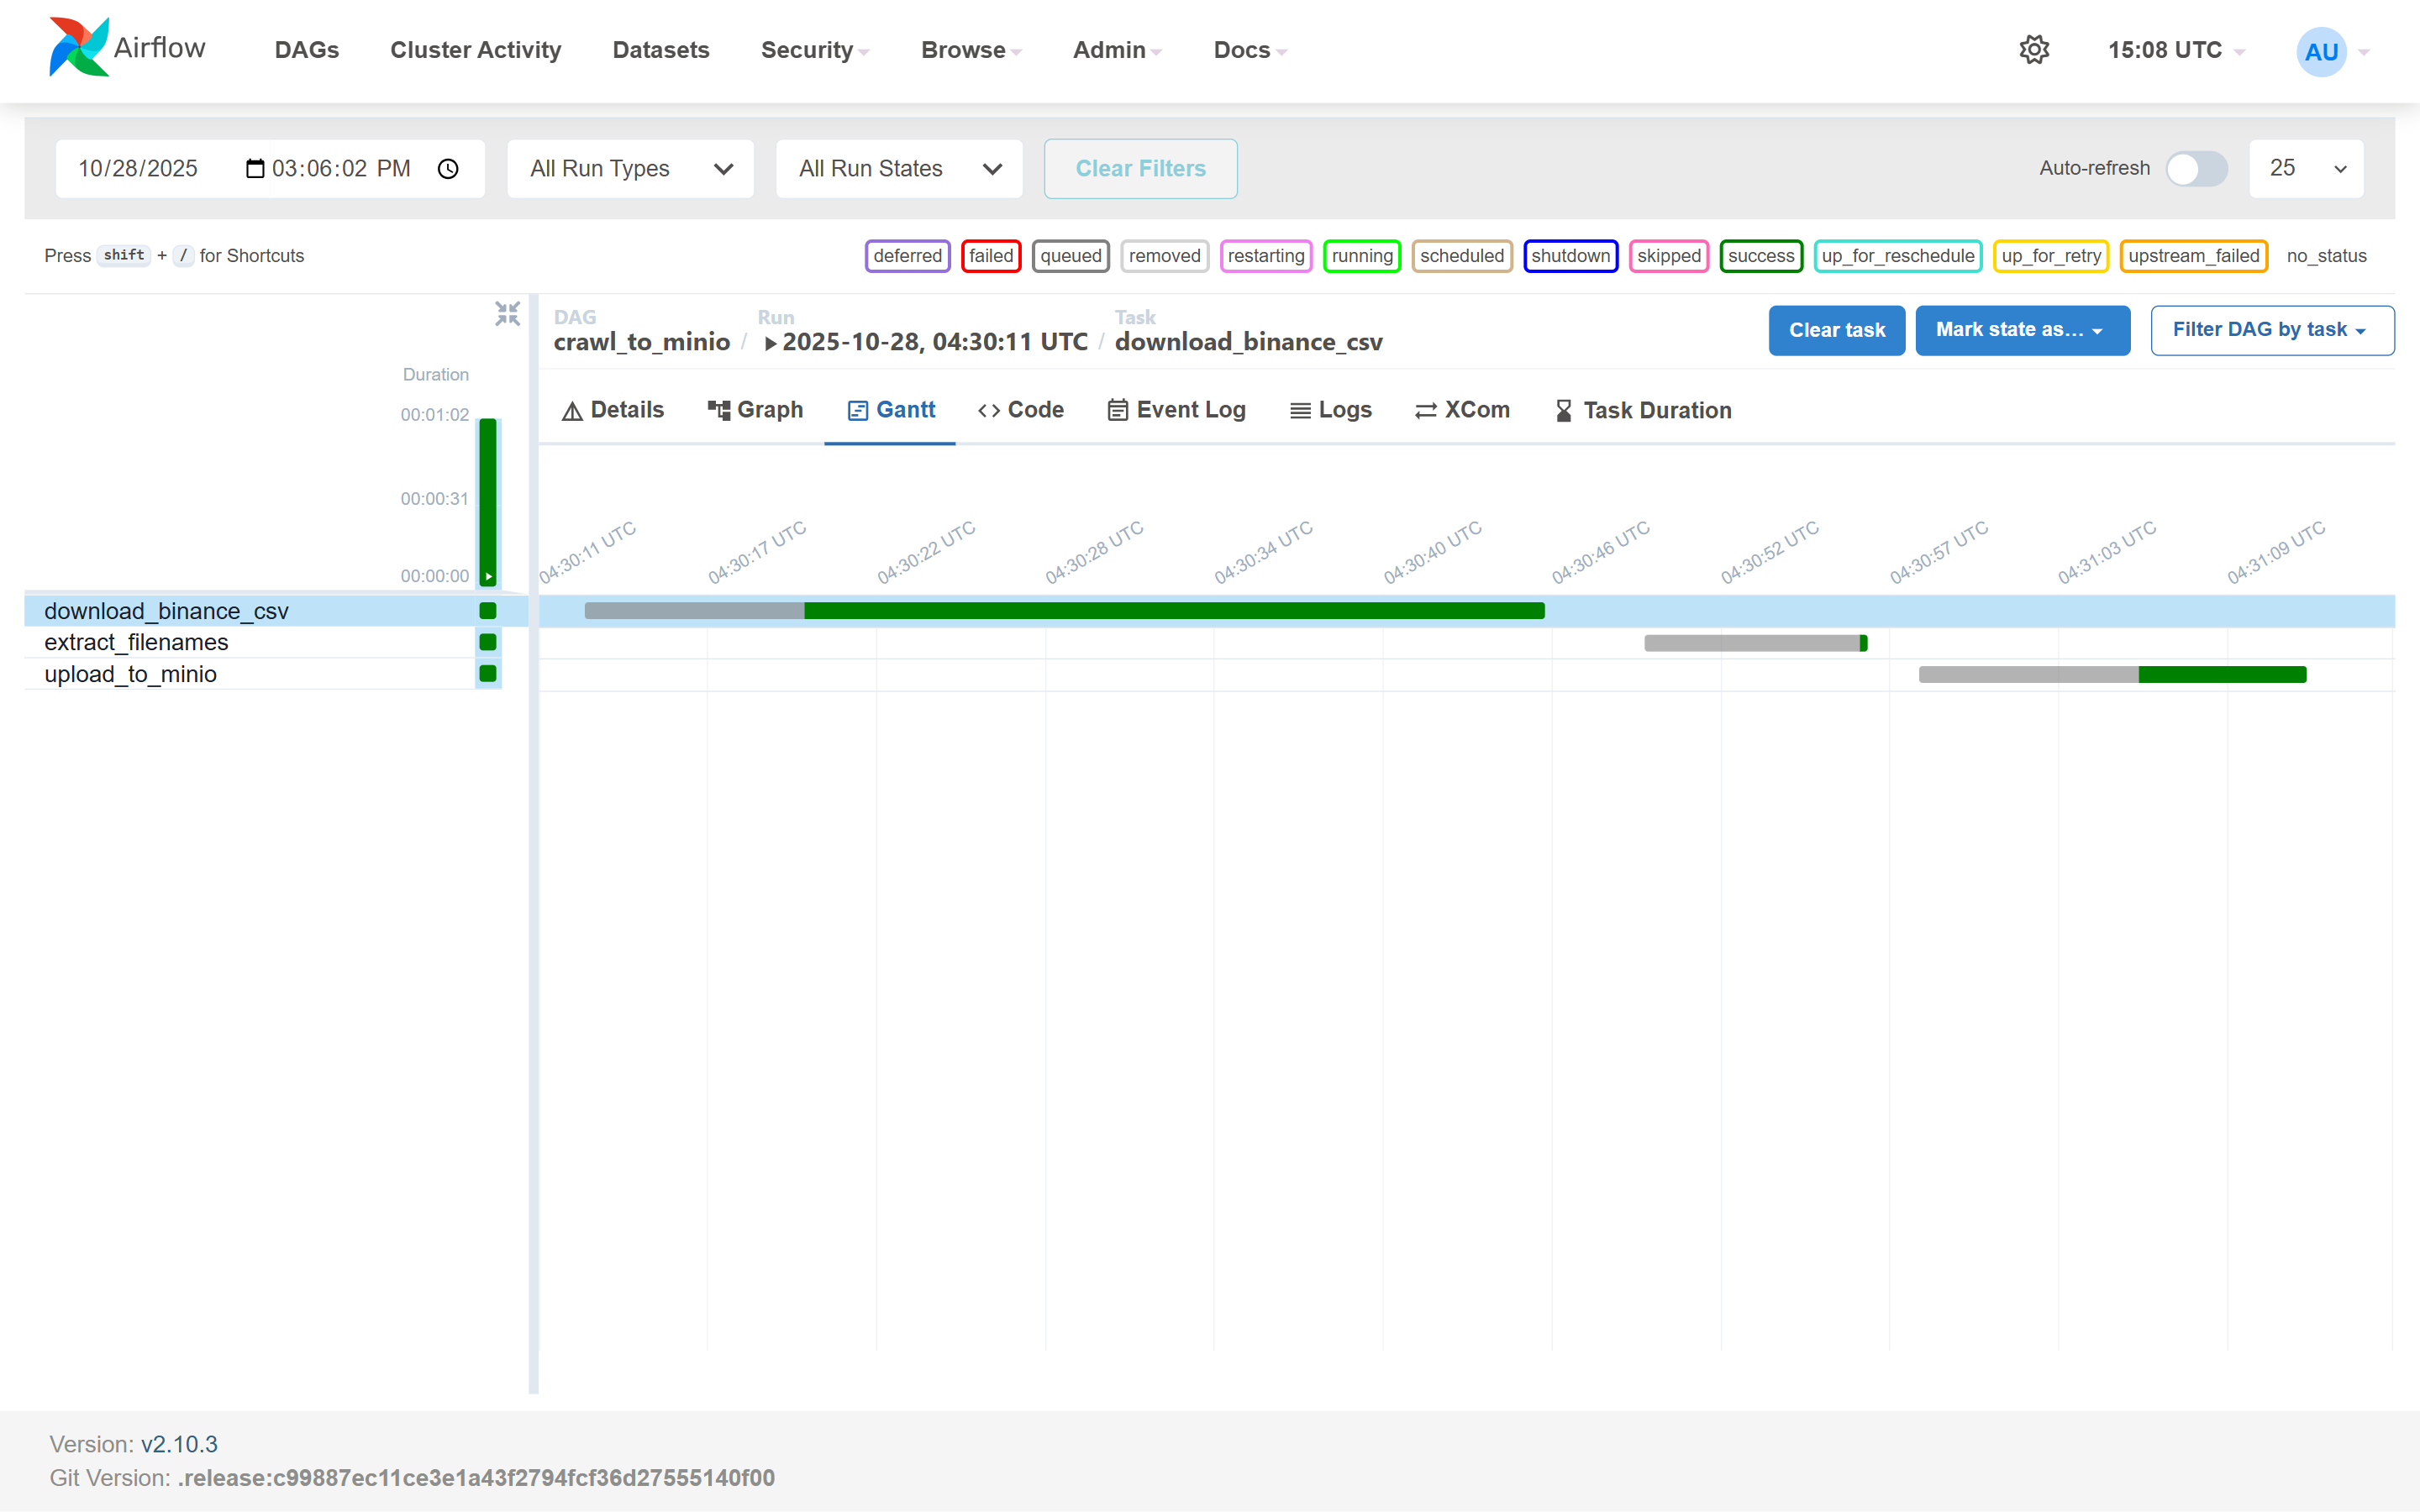 Airflow DAGs Cluster Activity Datasets Security Browse Admin Docs 15:08 UTC AU
10/28/2025 03:06:02 PM All Run Types All Run States Clear Filters Auto-refresh 25
Press shift + / for Shortcuts deferred failed queued removed restarting running scheduled shutdown skipped success up_for_reschedule up_for_retry upstream_failed no_status
DAG Run Task
crawl_to_minio / 2025-10-28, 04:30:11 UTC / download_binance_csv Clear task Mark state as... Filter DAG by task
Details Graph Gantt Code Event Log Logs XCom Task Duration
Duration
00:01:02
00:00:31
00:00:00
04:30:11 UTC 04:30:17 UTC 04:30:22 UTC 04:30:28 UTC 04:30:34 UTC 04:30:40 UTC 04:30:46 UTC 04:30:52 UTC 04:30:57 UTC 04:31:03 UTC 04:31:09 UTC
download_binance_csv
extract_filenames
upload_to_minio
Version: v2.10.3
Git Version: .release:c99887ec11ce3e1a43f2794fcf36d27555140f00